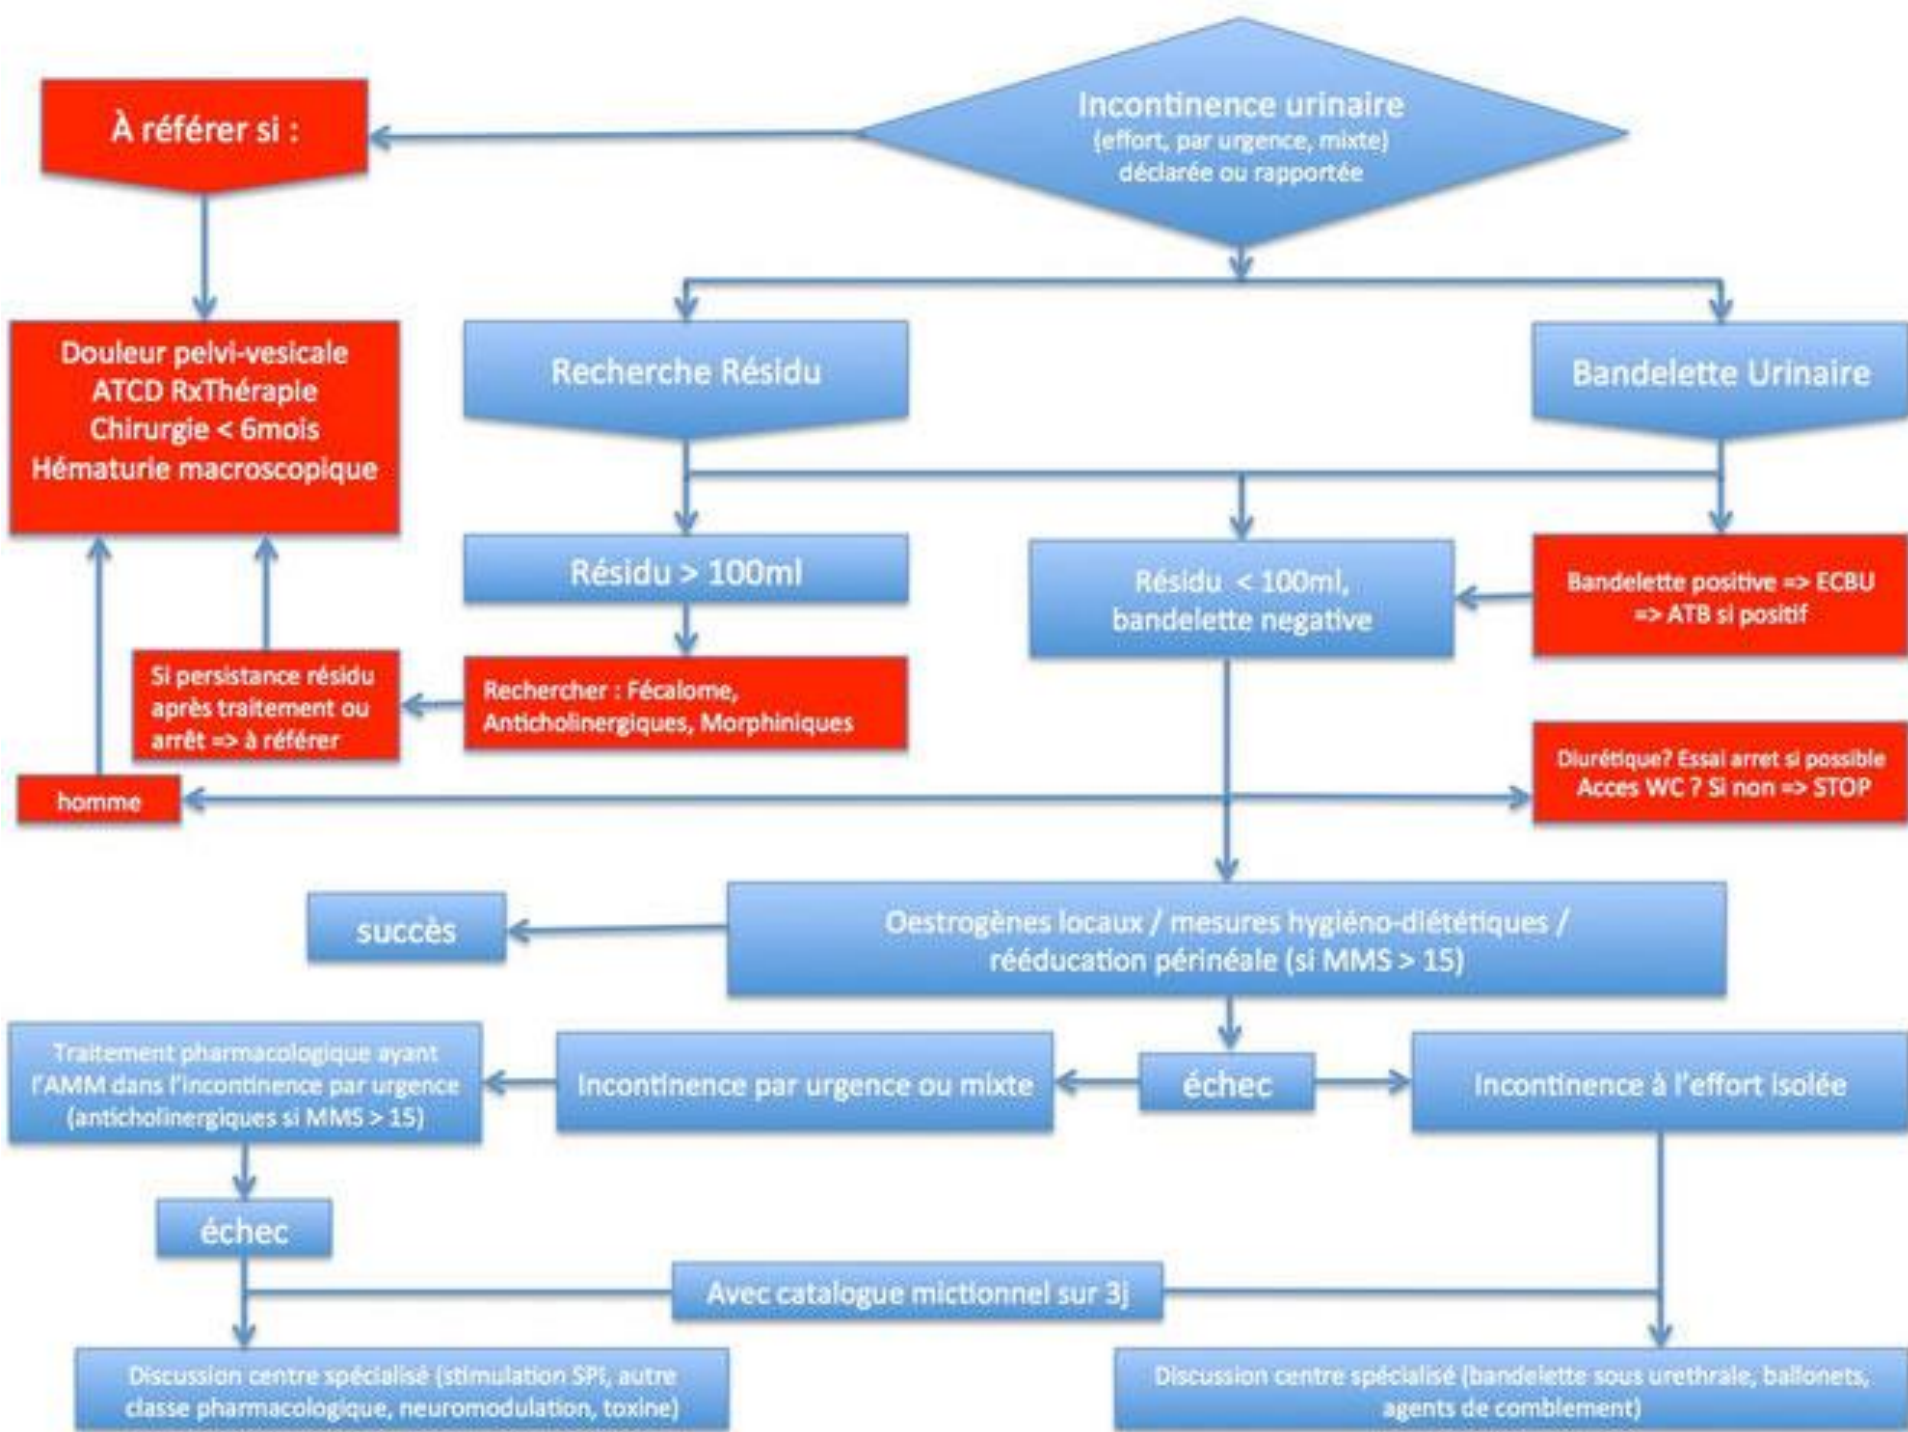 À référer si :
Incontinence urinaire
(effort, par urgence, mixte)
déclarée ou rapportée
Douleur pelvi-vesicale
ATCD RxThérapie
Chirurgie < 6mois
Hématurie macroscopique
Recherche Résidu
Bandelette Urinaire
Résidu > 100ml
Résidu < 100ml,
bandelette negative
Bandelette positive => ECBU
=> ATB si positif
Si persistance résidu
après traitement ou
arrêt => à référer
Rechercher : Fécalome,
Anticholinergiques, Morphiniques
homme
Diurétique? Essai arret si possible
Acces WC ? Si non => STOP
succès
Oestrogènes locaux / mesures hygiéno-diététiques /
rééducation périnéale (si MMS > 15)
Traitement pharmacologique ayant
l'AMM dans l'incontinence par urgence
(anticholinergiques si MMS > 15)
Incontinence par urgence ou mixte
échec
Incontinence à l'effort isolée
échec
Avec catalogue mictionnel sur 3j
Discussion centre spécialisé (stimulation SPI, autre
classe pharmacologique, neuromodulation, toxine)
Discussion centre spécialisé (bandelette sous urethrale, ballonets,
agents de comblement)